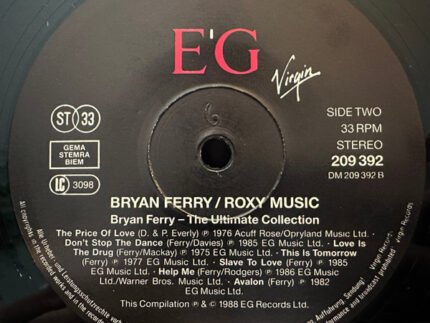 E'G
Virgin
ST 33
GEMA
STEMRA
BIEM
LC 3098
6
SIDE TWO
33 RPM
STEREO
209 392
DM 209 392 B
BRYAN FERRY / ROXY MUSIC
Bryan Ferry – The Ultimate Collection
The Price Of Love (D. & P. Everly) ℗ 1976 Acuff Rose/Opryland Music Ltd. •
Don't Stop The Dance (Ferry/Davies) ℗ 1985 EG Music Ltd. • Love Is
The Drug (Ferry/Mackay) ℗ 1975 EG Music Ltd. • This Is Tomorrow
(Ferry) ℗ 1977 EG Music Ltd. • Slave To Love (Ferry) ℗ 1985
EG Music Ltd. • Help Me (Ferry/Rodgers) ℗ 1986 EG Music
Ltd./Warner Bros. Music Ltd. • Avalon (Ferry) ℗ 1982
EG Music Ltd.
This Compilation ℗ & © 1988 EG Records Ltd.
Alle Urheber- und Leistungsschutzrechte